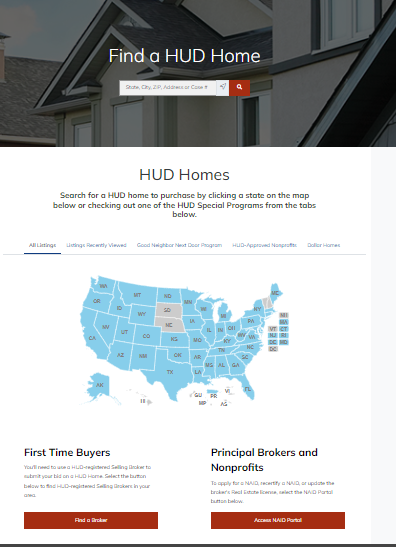 Find a HUD Home
State, City, ZIP, Address or Case #
HUD Homes
Search for a HUD home to purchase by clicking a state on the map
below or checking out one of the HUD Special Programs from the tabs
below.
All Listings
Listings Recently Viewed
Good Neighbor Next Door Program
HUD-Approved Nonprofits
Dollar Homes
WA
MT
ND
MN
ME
OR
ID
SD
WI
MI
NY
NH
WY
IA
PA
MA
NV
NE
IL
IN
OH
VT
CT
CA
UT
CO
KS
MO
KY
WV
VA
NJ
RI
DE
MD
AZ
NM
OK
AR
TN
NC
DC
SC
TX
LA
MS
AL
GA
AK
FL
HI
GU
PR
VI
MP
AS
First Time Buyers
You'll need to use a HUD-registered Selling Broker to
submit your bid on a HUD Home. Select the button
below to find HUD-registered Selling Brokers in your
area.
Find a Broker
Principal Brokers and
Nonprofits
To apply for a NAID, recertify a NAID, or update the
broker's Real Estate license, select the NAID Portal
button below.
Access NAID Portal